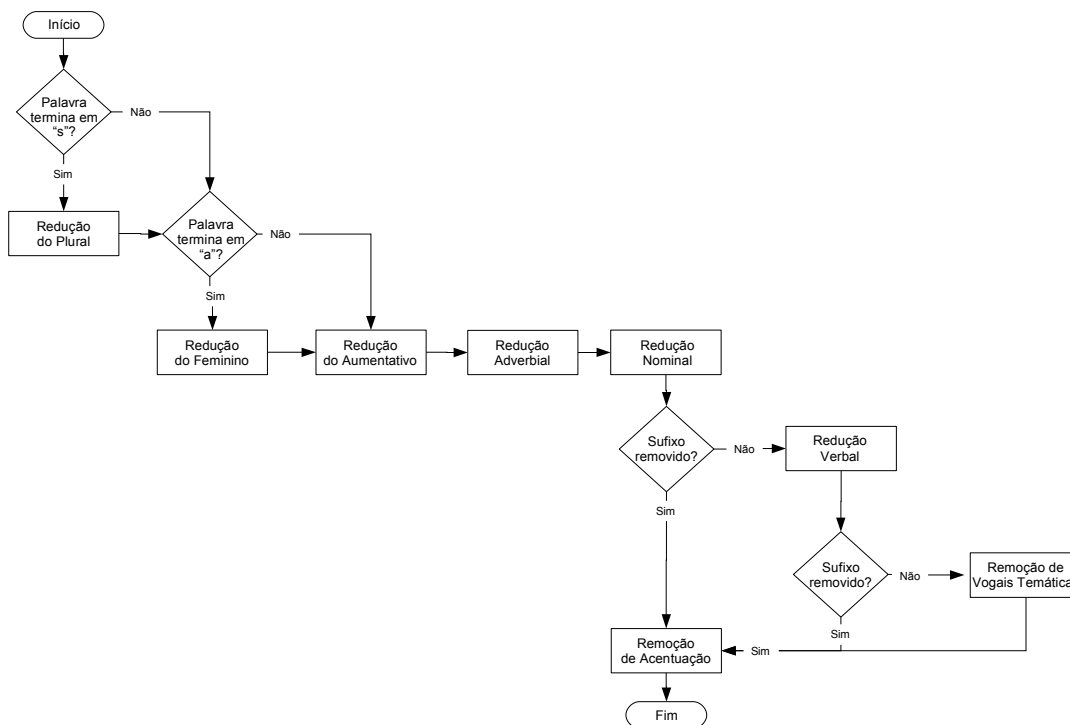 Início
Palavra
termina em
“s”?
Não
Sim
Redução
do Plural
Palavra
termina em
“a”?
Não
Sim
Redução
do Feminino
Redução
do Aumentativo
Redução
Adverbial
Redução
Nominal
Sufixo
removido?
Não
Redução
Verbal
Sim
Sufixo
removido?
Não
Remoção de
Vogais Temática
Sim
Remoção
de Acentuação
Sim
Fim